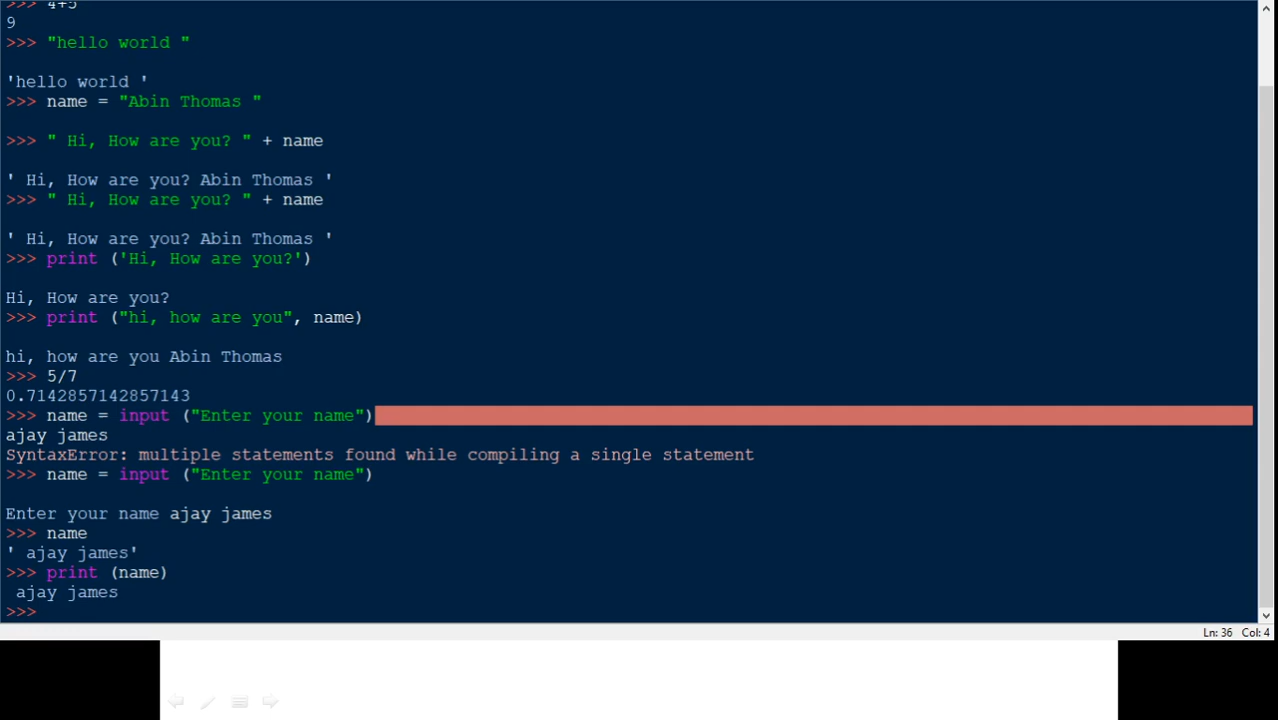 >>> 4+5
9
>>> "hello world "
'hello world '
>>> name = "Abin Thomas "
>>> " Hi, How are you? " + name
' Hi, How are you? Abin Thomas '
>>> " Hi, How are you? " + name
' Hi, How are you? Abin Thomas '
>>> print ('Hi, How are you?')
Hi, How are you?
>>> print ("hi, how are you", name)
hi, how are you Abin Thomas
>>> 5/7
0.7142857142857143
>>> name = input ("Enter your name")
ajay james
SyntaxError: multiple statements found while compiling a single statement
>>> name = input ("Enter your name")
Enter your name ajay james
>>> name
' ajay james'
>>> print (name)
 ajay james
>>>
Ln: 36 Col: 4